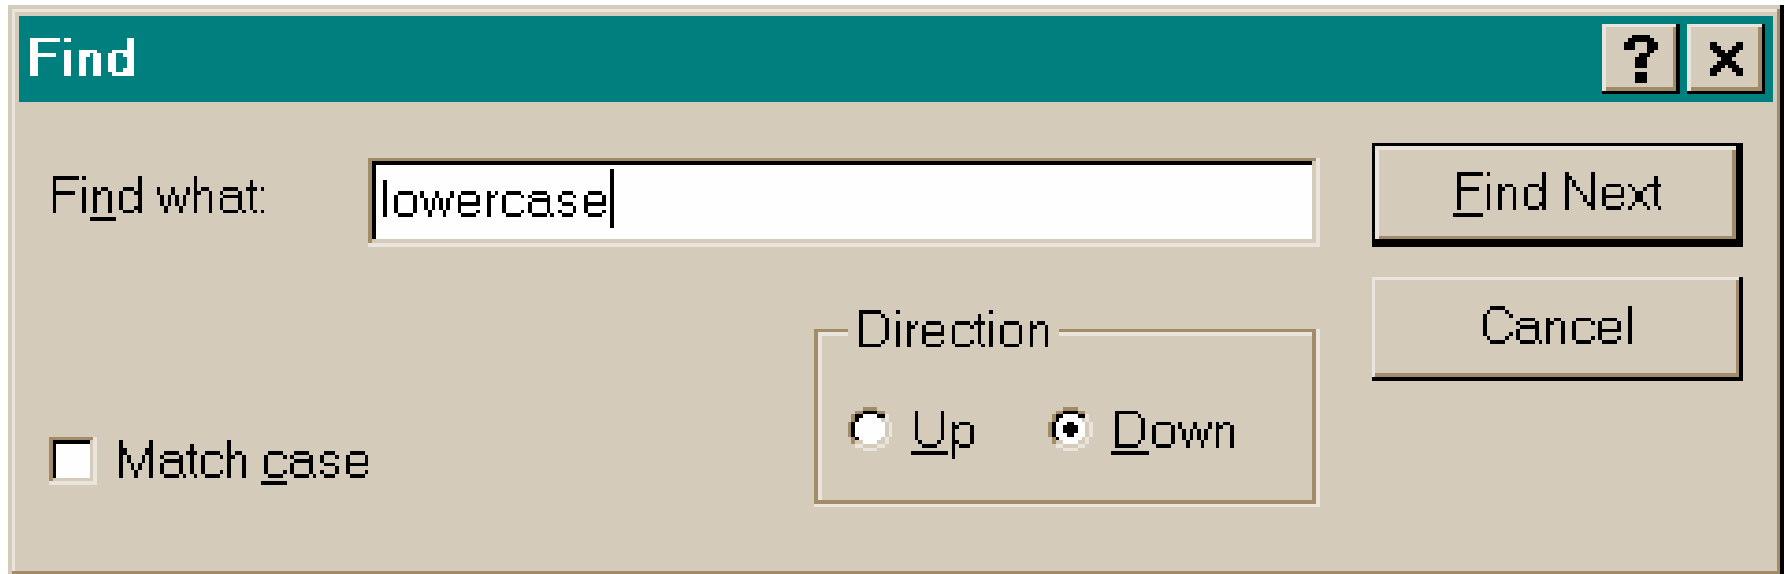 Find
Find what: lowercase Find Next
Direction Cancel
Up Down
Match case